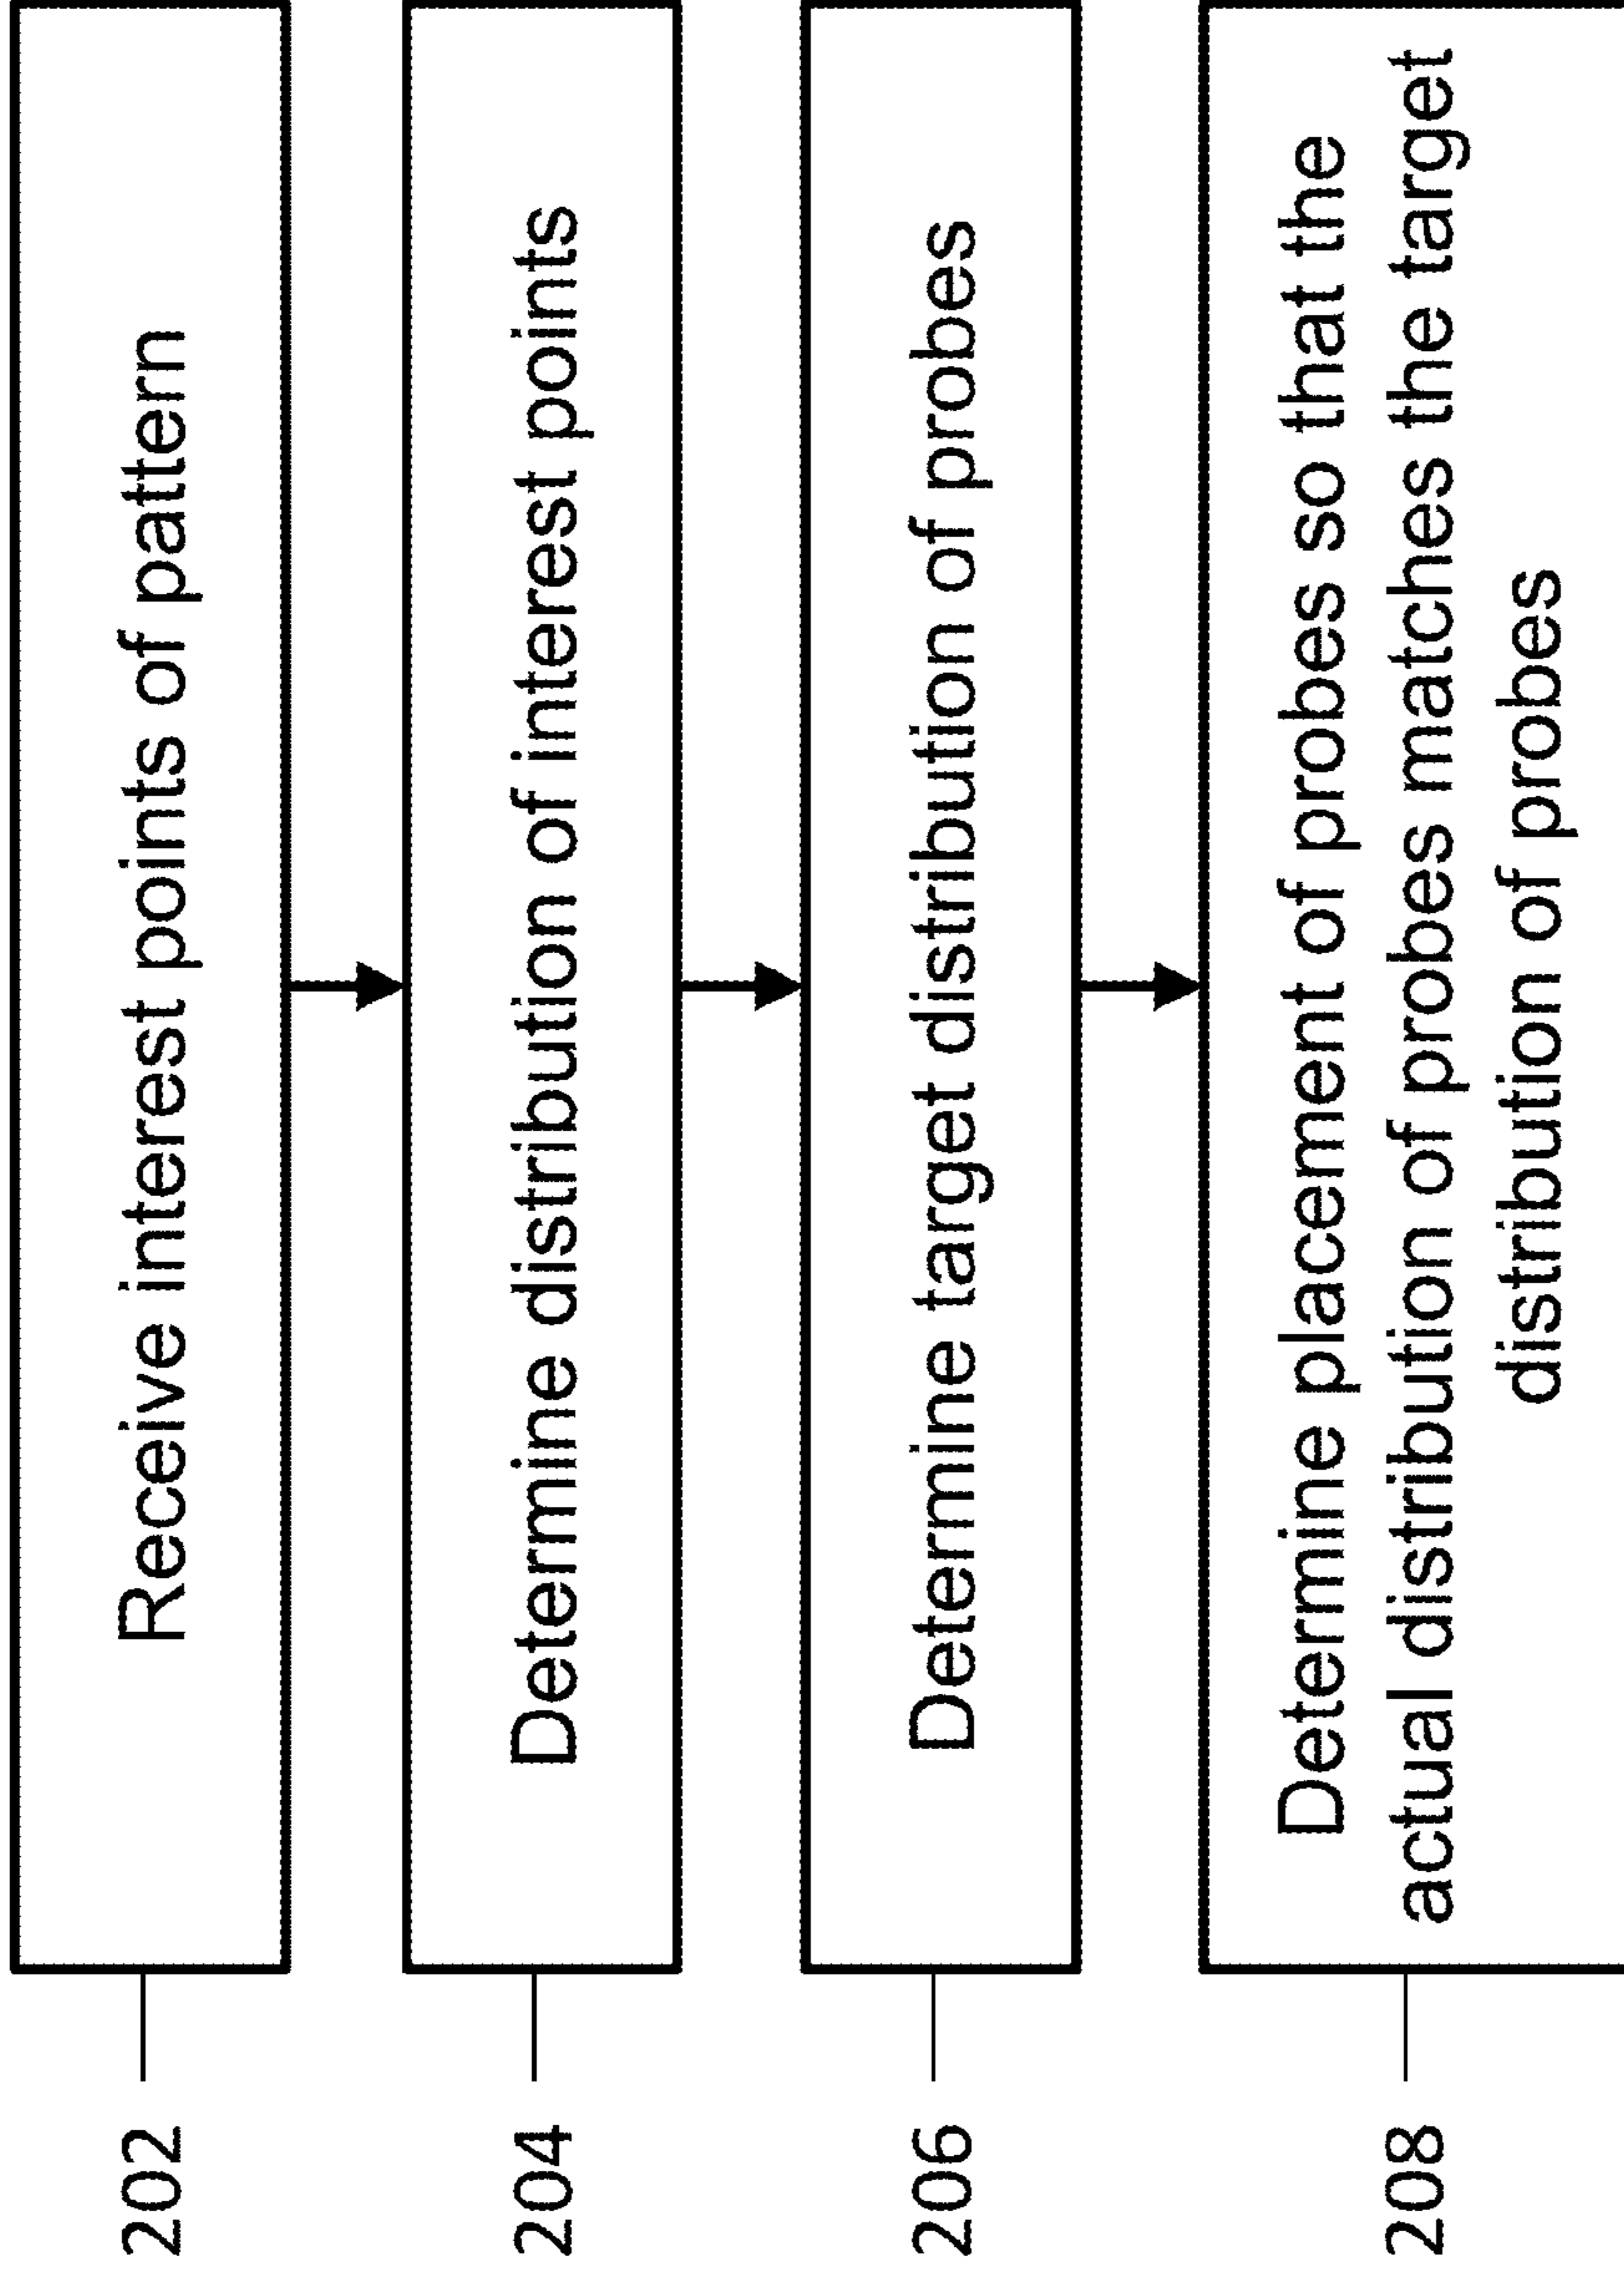 202
Receive interest points of pattern
204
Determine distribution of interest points
206
Determine target distribution of probes
208
Determine placement of probes so that the
actual distribution of probes matches the target
distribution of probes